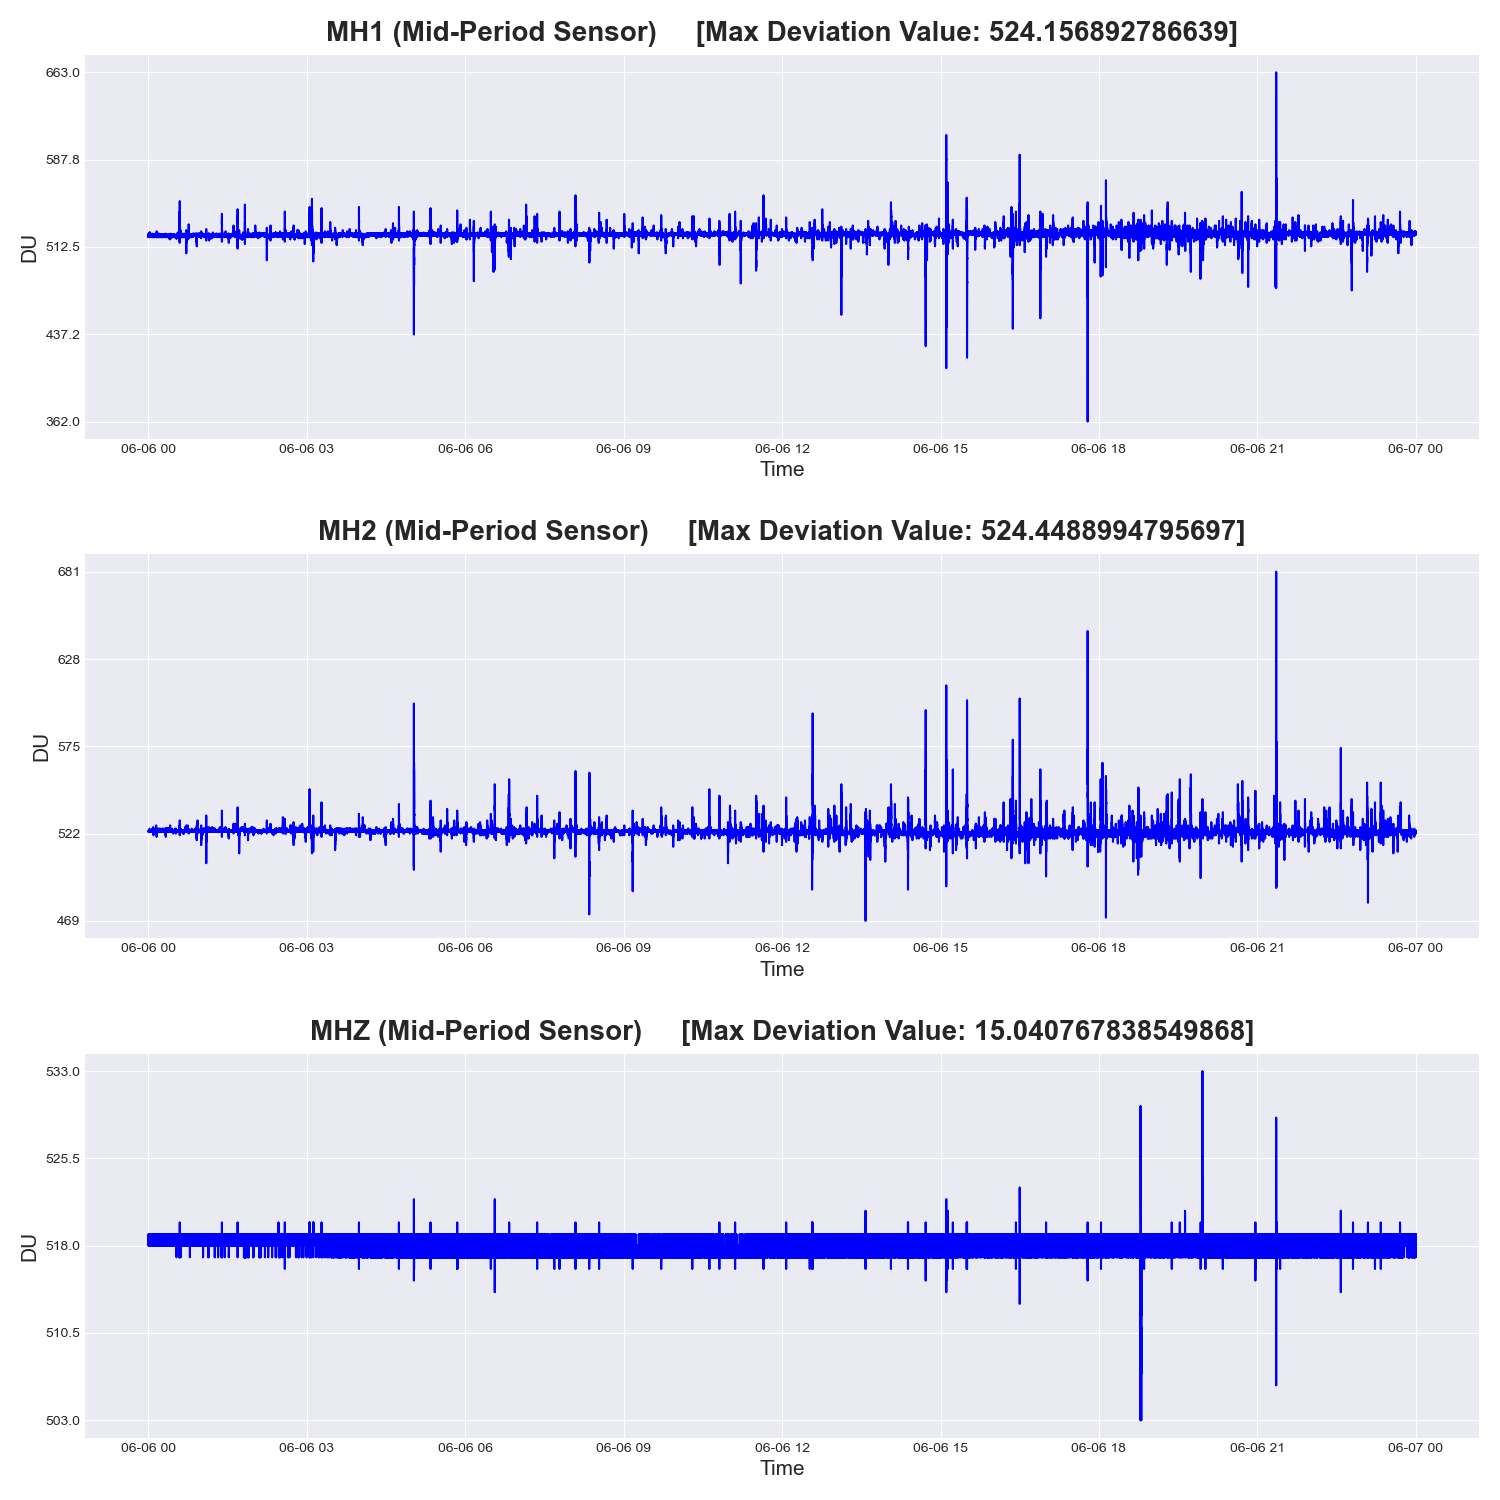 MH1 (Mid-Period Sensor) [Max Deviation Value: 524.156892786639]
663.0
587.8
512.5
437.2
362.0
DU
06-06 00 06-06 03 06-06 06 06-06 09 06-06 12 06-06 15 06-06 18 06-06 21 06-07 00
Time
MH2 (Mid-Period Sensor) [Max Deviation Value: 524.4488994795697]
681
628
575
522
469
DU
06-06 00 06-06 03 06-06 06 06-06 09 06-06 12 06-06 15 06-06 18 06-06 21 06-07 00
Time
MHZ (Mid-Period Sensor) [Max Deviation Value: 15.040767838549868]
533.0
525.5
518.0
510.5
503.0
DU
06-06 00 06-06 03 06-06 06 06-06 09 06-06 12 06-06 15 06-06 18 06-06 21 06-07 00
Time